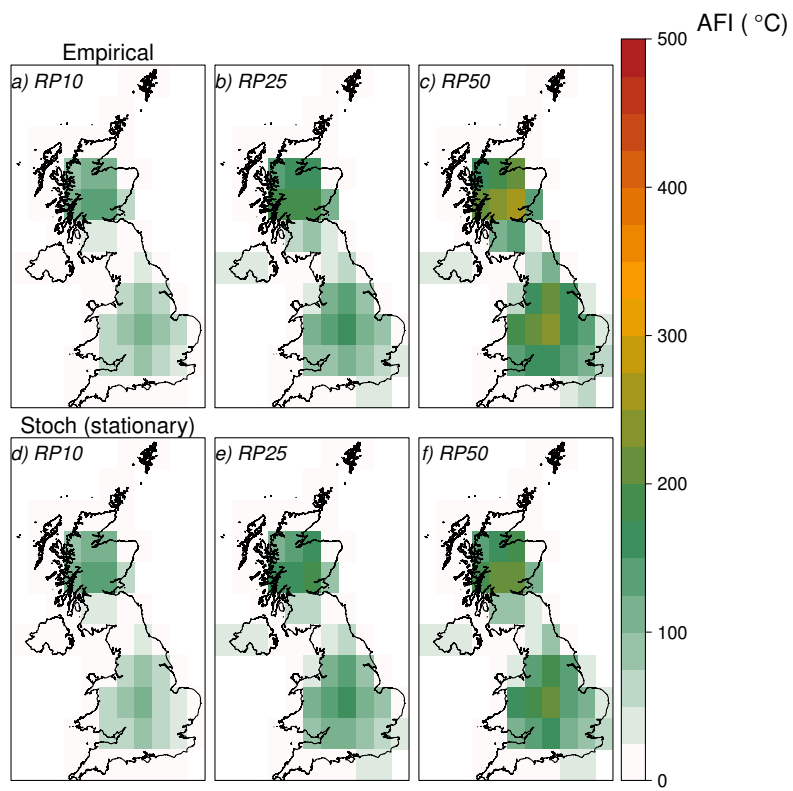 AFI ( °C)
Empirical
a) RP10
b) RP25
c) RP50
Stoch (stationary)
d) RP10
e) RP25
f) RP50
500
400
300
200
100
0